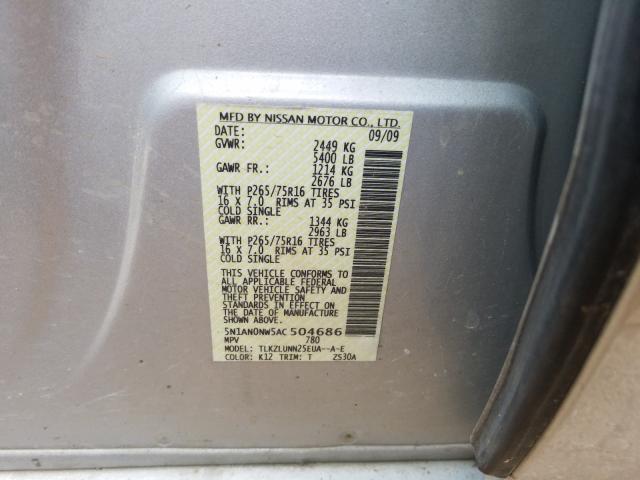 MFD BY NISSAN MOTOR CO., LTD.
DATE: 09/09
GVWR: 2449 KG
5400 LB
GAWR FR.: 1214 KG
2676 LB
WITH P265/75R16 TIRES
16 X 7.0 RIMS AT 35 PSI
COLD SINGLE
GAWR RR.: 1344 KG
2963 LB
WITH P265/75R16 TIRES
16 X 7.0 RIMS AT 35 PSI
COLD SINGLE
THIS VEHICLE CONFORMS TO
ALL APPLICABLE FEDERAL
MOTOR VEHICLE SAFETY AND
THEFT PREVENTION
STANDARDS IN EFFECT ON
THE DATE OF MANUFACTURE
SHOWN ABOVE
5N1AN0NW5AC504686
MPV 780
MODEL: TLKZLUNN25EUA--A-E
COLOR: K12 TRIM: T ZS30A